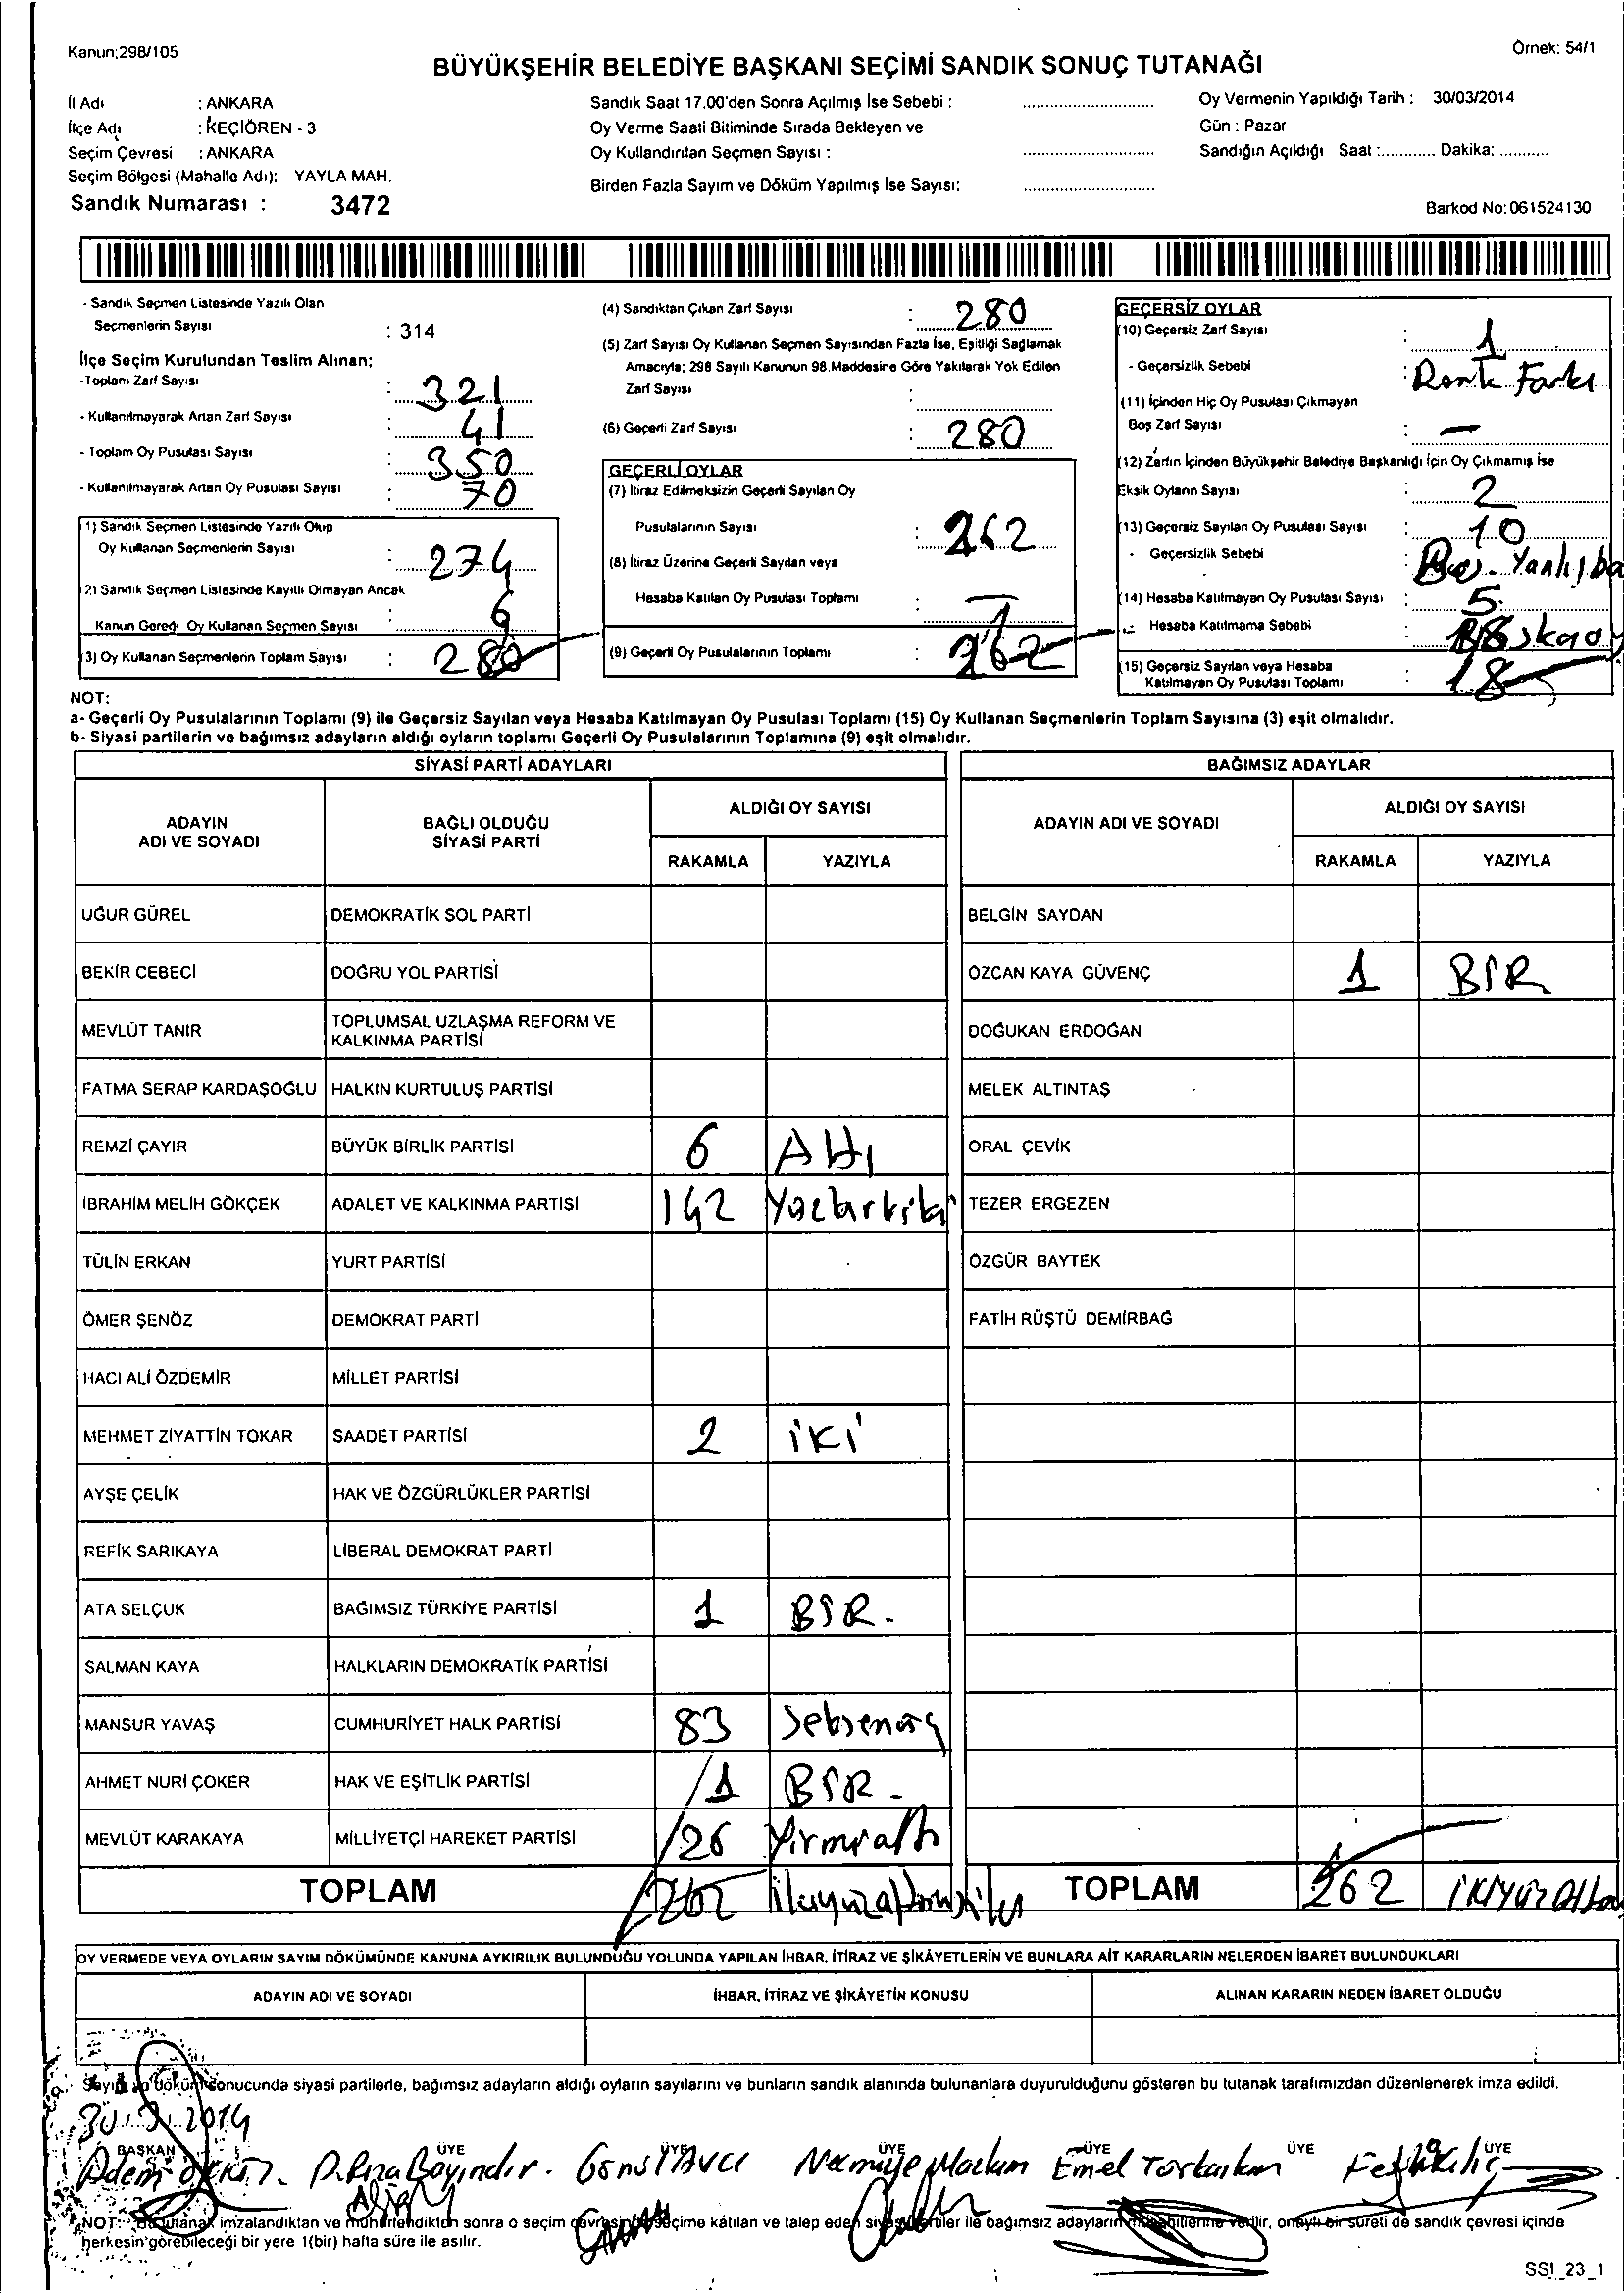 Kanun;298/105
Örnek: 54/1
BÜYÜKŞEHİR BELEDİYE BAŞKANI SEÇİMİ SANDIK SONUÇ TUTANAĞI
İl Adı : ANKARA
İlçe Adı : KEÇİÖREN - 3
Seçim Çevresi : ANKARA
Seçim Bölgesi (Mahalle Adı): YAYLA MAH.
Sandık Numarası : 3472
Sandık Saat 17.00'den Sonra Açılmış İse Sebebi :
Oy Verme Saati Bitiminde Sırada Bekleyen ve
Oy Kullandırılan Seçmen Sayısı :
Birden Fazla Sayım ve Döküm Yapılmış İse Sayısı:
Oy Vermenin Yapıldığı Tarih : 30/03/2014
Gün : Pazar
Sandığın Açıldığı Saat :............ Dakika:............
Barkod No:061524130
- Sandık Seçmen Listesinde Yazılı Olan
Seçmenlerin Sayısı : 314
İlçe Seçim Kurulundan Teslim Alınan:
-Toplam Zarf Sayısı : 321
- Kullanılmayarak Artan Zarf Sayısı : 41
- Toplam Oy Pusulası Sayısı : 350
- Kullanılmayarak Artan Oy Pusulası Sayısı : 70
1) Sandık Seçmen Listesinde Yazılı Olup
Oy Kullanan Seçmenlerin Sayısı : 274
2) Sandık Seçmen Listesinde Kayıtlı Olmayan Ancak
Kanun Gereği Oy Kullanan Seçmen Sayısı : 6
(3) Oy Kullanan Seçmenlerin Toplam Sayısı : 280
(4) Sandıktan Çıkan Zarf Sayısı : 280
(5) Zarf Sayısı Oy Kullanan Seçmen Sayısından Fazla İse, Eşitliği Sağlamak
Amacıyla; 298 Sayılı Kanunun 98.Maddesine Göre Yakılarak Yok Edilen
Zarf Sayısı :
(6) Geçerli Zarf Sayısı : 280
GEÇERLİ OYLAR
(7) İtiraz Edilmeksizin Geçerli Sayılan Oy
Pusulalarının Sayısı : 262
(8) İtiraz Üzerine Geçerli Sayılan veya
Hesaba Katılan Oy Pusulası Toplamı : —
(9) Geçerli Oy Pusulalarının Toplamı : 262
GEÇERSİZ OYLAR
(10) Geçersiz Zarf Sayısı : 1
- Geçersizlik Sebebi : Renk Farkı
(11) İçinden Hiç Oy Pusulası Çıkmayan
Boş Zarf Sayısı : —
(12) Zarfın İçinden Büyükşehir Belediye Başkanlığı İçin Oy Çıkmamış İse
Eksik Oyların Sayısı : 2
(13) Geçersiz Sayılan Oy Pusulası Sayısı : 10
- Geçersizlik Sebebi : Yanlış ba
(14) Hesaba Katılmayan Oy Pusulası Sayısı : 5
- Hesaba Katılmama Sebebi :
(15) Geçersiz Sayılan veya Hesaba
Katılmayan Oy Pusulası Toplamı : 18
NOT:
a- Geçerli Oy Pusulalarının Toplamı (9) ile Geçersiz Sayılan veya Hesaba Katılmayan Oy Pusulası Toplamı (15) Oy Kullanan Seçmenlerin Toplam Sayısına (3) eşit olmalıdır.
b- Siyasi partilerin ve bağımsız adayların aldığı oyların toplamı Geçerli Oy Pusulalarının Toplamına (9) eşit olmalıdır.
SİYASİ PARTİ ADAYLARI
ADAYIN ADI VE SOYADI
BAĞLI OLDUĞU SİYASİ PARTİ
ALDIĞI OY SAYISI
RAKAMLA YAZIYLA
UĞUR GÜREL DEMOKRATİK SOL PARTİ
BEKİR CEBECİ DOĞRU YOL PARTİSİ
MEVLÜT TANIR TOPLUMSAL UZLAŞMA REFORM VE
KALKINMA PARTİSİ
FATMA SERAP KARDAŞOĞLU HALKIN KURTULUŞ PARTİSİ
REMZİ ÇAYIR BÜYÜK BİRLİK PARTİSİ 6 Altı
İBRAHİM MELİH GÖKÇEK ADALET VE KALKINMA PARTİSİ 142 Yüzkırkiki
TÜLİN ERKAN YURT PARTİSİ
ÖMER ŞENÖZ DEMOKRAT PARTİ
HACI ALİ ÖZDEMİR MİLLET PARTİSİ
MEHMET ZİYATTİN TOKAR SAADET PARTİSİ 2 İKİ
AYŞE ÇELİK HAK VE ÖZGÜRLÜKLER PARTİSİ
REFİK SARIKAYA LİBERAL DEMOKRAT PARTİ
ATA SELÇUK BAĞIMSIZ TÜRKİYE PARTİSİ 1 BİR.
SALMAN KAYA HALKLARIN DEMOKRATİK PARTİSİ
MANSUR YAVAŞ CUMHURİYET HALK PARTİSİ 83 Seksenüç
AHMET NURİ ÇOKER HAK VE EŞİTLİK PARTİSİ 1 BİR -
MEVLÜT KARAKAYA MİLLİYETÇİ HAREKET PARTİSİ 26 Yirmialtı
TOPLAM 262 ikiyüzaltmışiki
BAĞIMSIZ ADAYLAR
ADAYIN ADI VE SOYADI
ALDIĞI OY SAYISI
RAKAMLA YAZIYLA
BELGİN SAYDAN
ÖZCAN KAYA GÜVENÇ 1 BİR
DOĞUKAN ERDOĞAN
MELEK ALTINTAŞ
ORAL ÇEVİK
TEZER ERGEZEN
ÖZGÜR BAYTEK
FATİH RÜŞTÜ DEMİRBAĞ
TOPLAM 262
OY VERMEDE VEYA OYLARIN SAYIM DÖKÜMÜNDE KANUNA AYKIRILIK BULUNDUĞU YOLUNDA YAPILAN İHBAR, İTİRAZ VE ŞİKÂYETLERİN VE BUNLARA AİT KARARLARIN NELERDEN İBARET BULUNDUKLARI
ADAYIN ADI VE SOYADI İHBAR, İTİRAZ VE ŞİKÂYETİN KONUSU ALINAN KARARIN NEDEN İBARET OLDUĞU
Sayım ve döküm sonucunda siyasi partilerle, bağımsız adayların aldığı oyların sayılarını ve bunların sandık alanında bulunanlara duyurulduğunu gösteren bu tutanak tarafımızdan düzenlenerek imza edildi.
30.3.2014
BAŞKAN ÜYE ÜYE ÜYE ÜYE ÜYE ÜYE
Adem D.Rıza Bayındır. Emel
NOT: Bu tutanak imzalandıktan ve mühürlendikten sonra o seçim çevresinde seçime katılan ve talep eden siyasi partiler ile bağımsız adayların müşahitlerine verilir, onaylı bir sureti de sandık çevresi içinde
herkesin görebileceği bir yere 1(bir) hafta süre ile asılır.
SSI_23_1